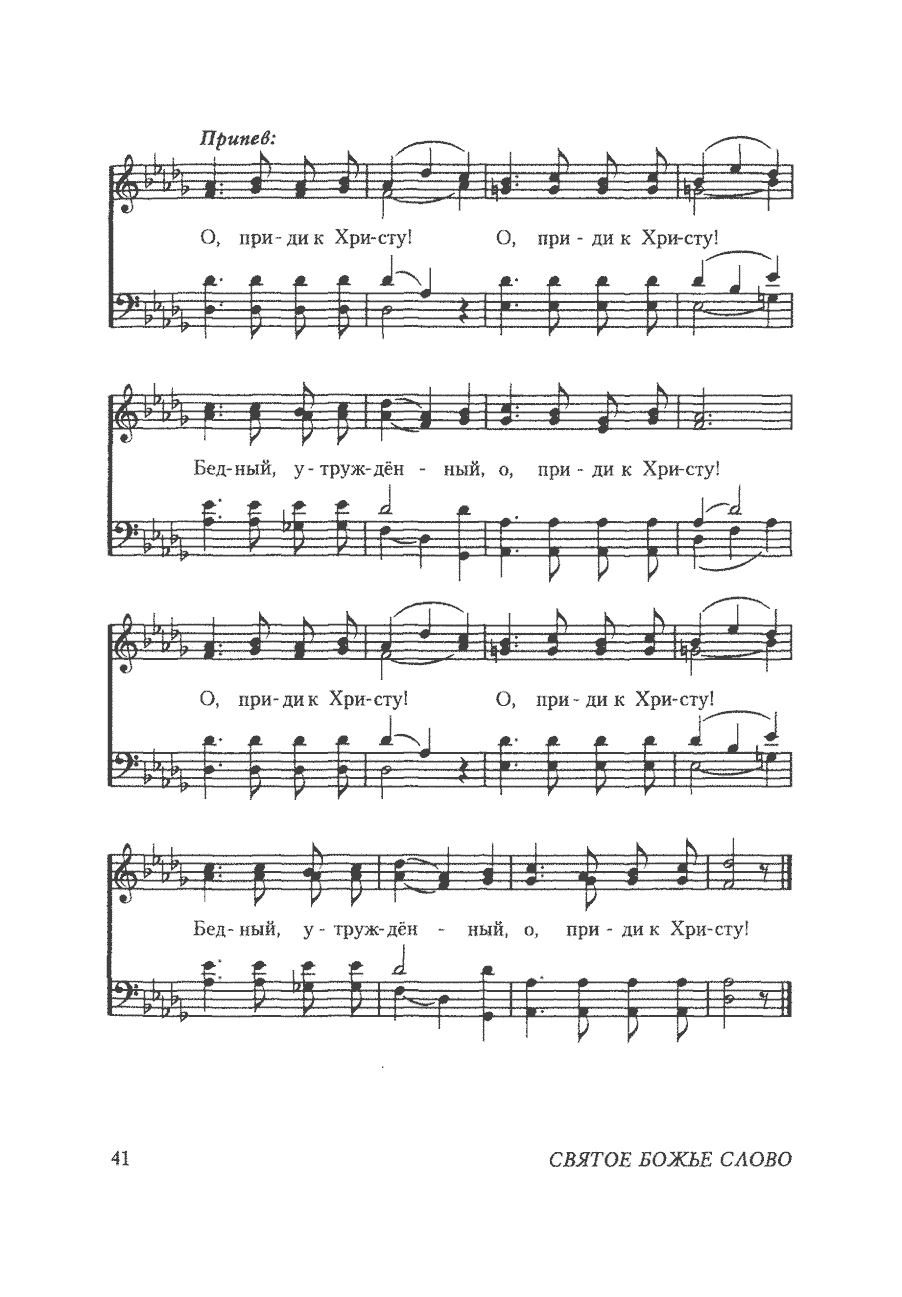 Припев:
О, при-ди к Хри-сту! О, при-ди к Хри-сту!
Бед-ный, у-труж-дён-ный, о, при-ди к Хри-сту!
О, при-ди к Хри-сту! О, при-ди к Хри-сту!
Бед-ный, у-труж-дён-ный, о, при-ди к Хри-сту!
41 СВЯТОЕ БОЖЬЕ СЛОВО